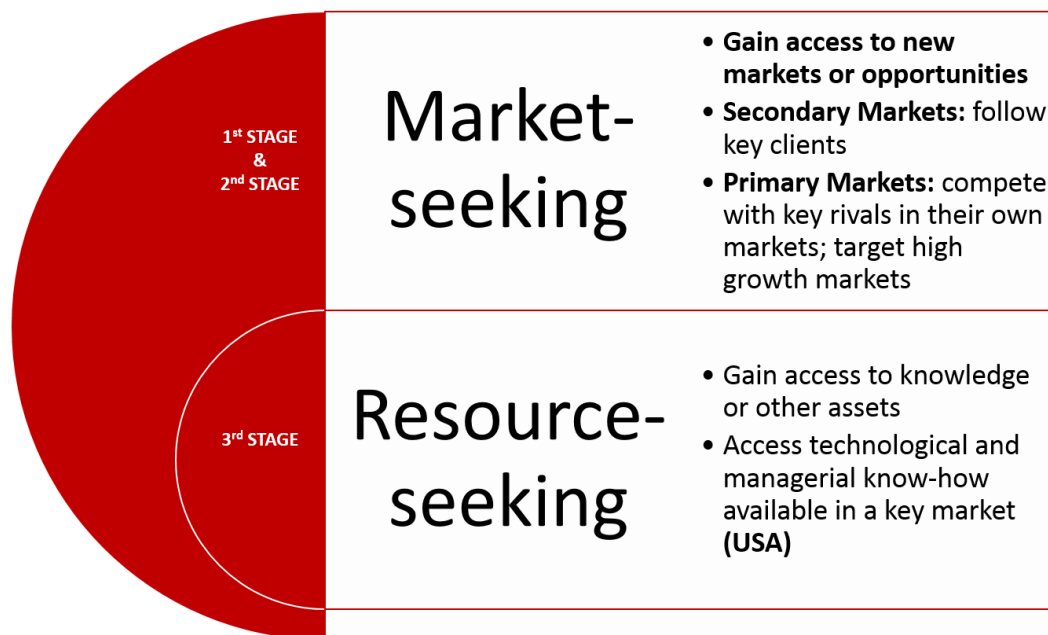 1st STAGE
&
2nd STAGE
Market-
seeking
• Gain access to new
markets or opportunities
• Secondary Markets: follow
key clients
• Primary Markets: compete
with key rivals in their own
markets; target high
growth markets
3rd STAGE
Resource-
seeking
• Gain access to knowledge
or other assets
• Access technological and
managerial know-how
available in a key market
(USA)